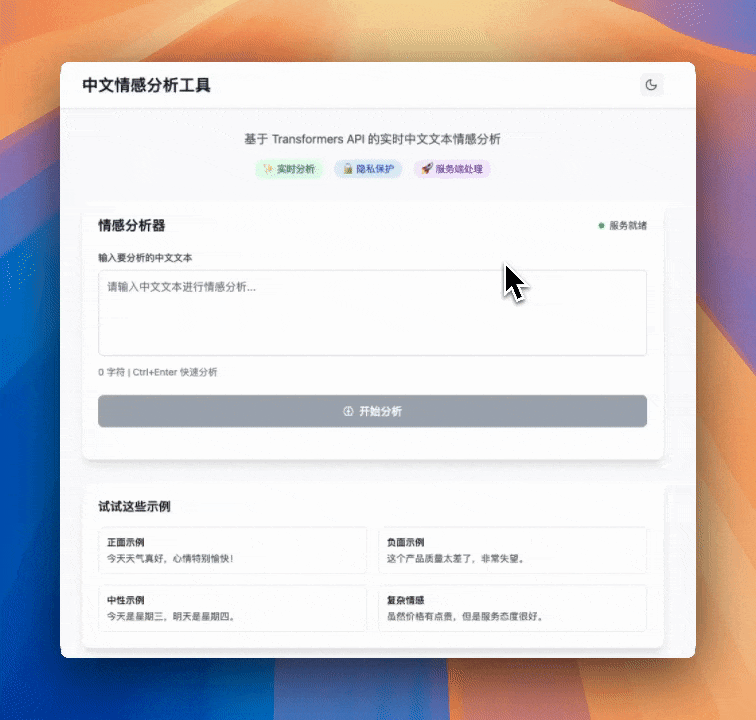 中文情感分析工具
基于 Transformers API 的实时中文文本情感分析
✨ 实时分析
🔒 隐私保护
🚀 服务端处理
情感分析器
服务就绪
输入要分析的中文文本
请输入中文文本进行情感分析...
0 字符 | Ctrl+Enter 快速分析
开始分析
试试这些示例
正面示例
今天天气真好，心情特别愉快！
负面示例
这个产品质量太差了，非常失望。
中性示例
今天是星期三，明天是星期四。
复杂情感
虽然价格有点贵，但是服务态度很好。